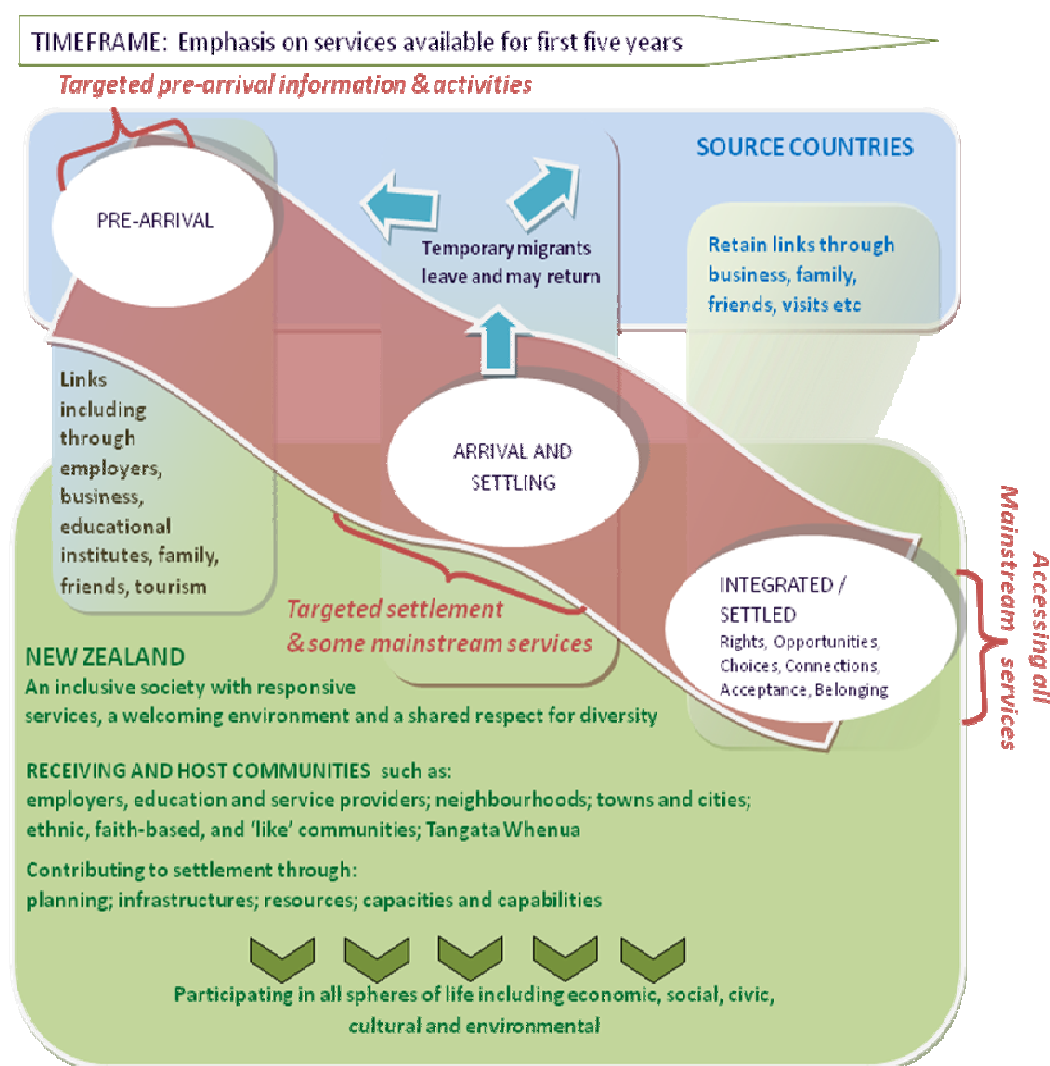 TIMEFRAME: Emphasis on services available for first five years
Targeted pre-arrival information & activities
SOURCE COUNTRIES
PRE-ARRIVAL
Temporary migrants
leave and may return
Retain links through
business, family,
friends, visits etc
Links
including
through
employers,
business,
educational
institutes, family,
friends, tourism
ARRIVAL AND
SETTLING
Targeted settlement
& some mainstream services
INTEGRATED /
SETTLED
Rights, Opportunities,
Choices, Connections,
Acceptance, Belonging
Accessing all
Mainstream services
NEW ZEALAND
An inclusive society with responsive
services, a welcoming environment and a shared respect for diversity
RECEIVING AND HOST COMMUNITIES such as:
employers, education and service providers; neighbourhoods; towns and cities;
ethnic, faith-based, and 'like' communities; Tangata Whenua
Contributing to settlement through:
planning; infrastructures; resources; capacities and capabilities
Participating in all spheres of life including economic, social, civic,
cultural and environmental